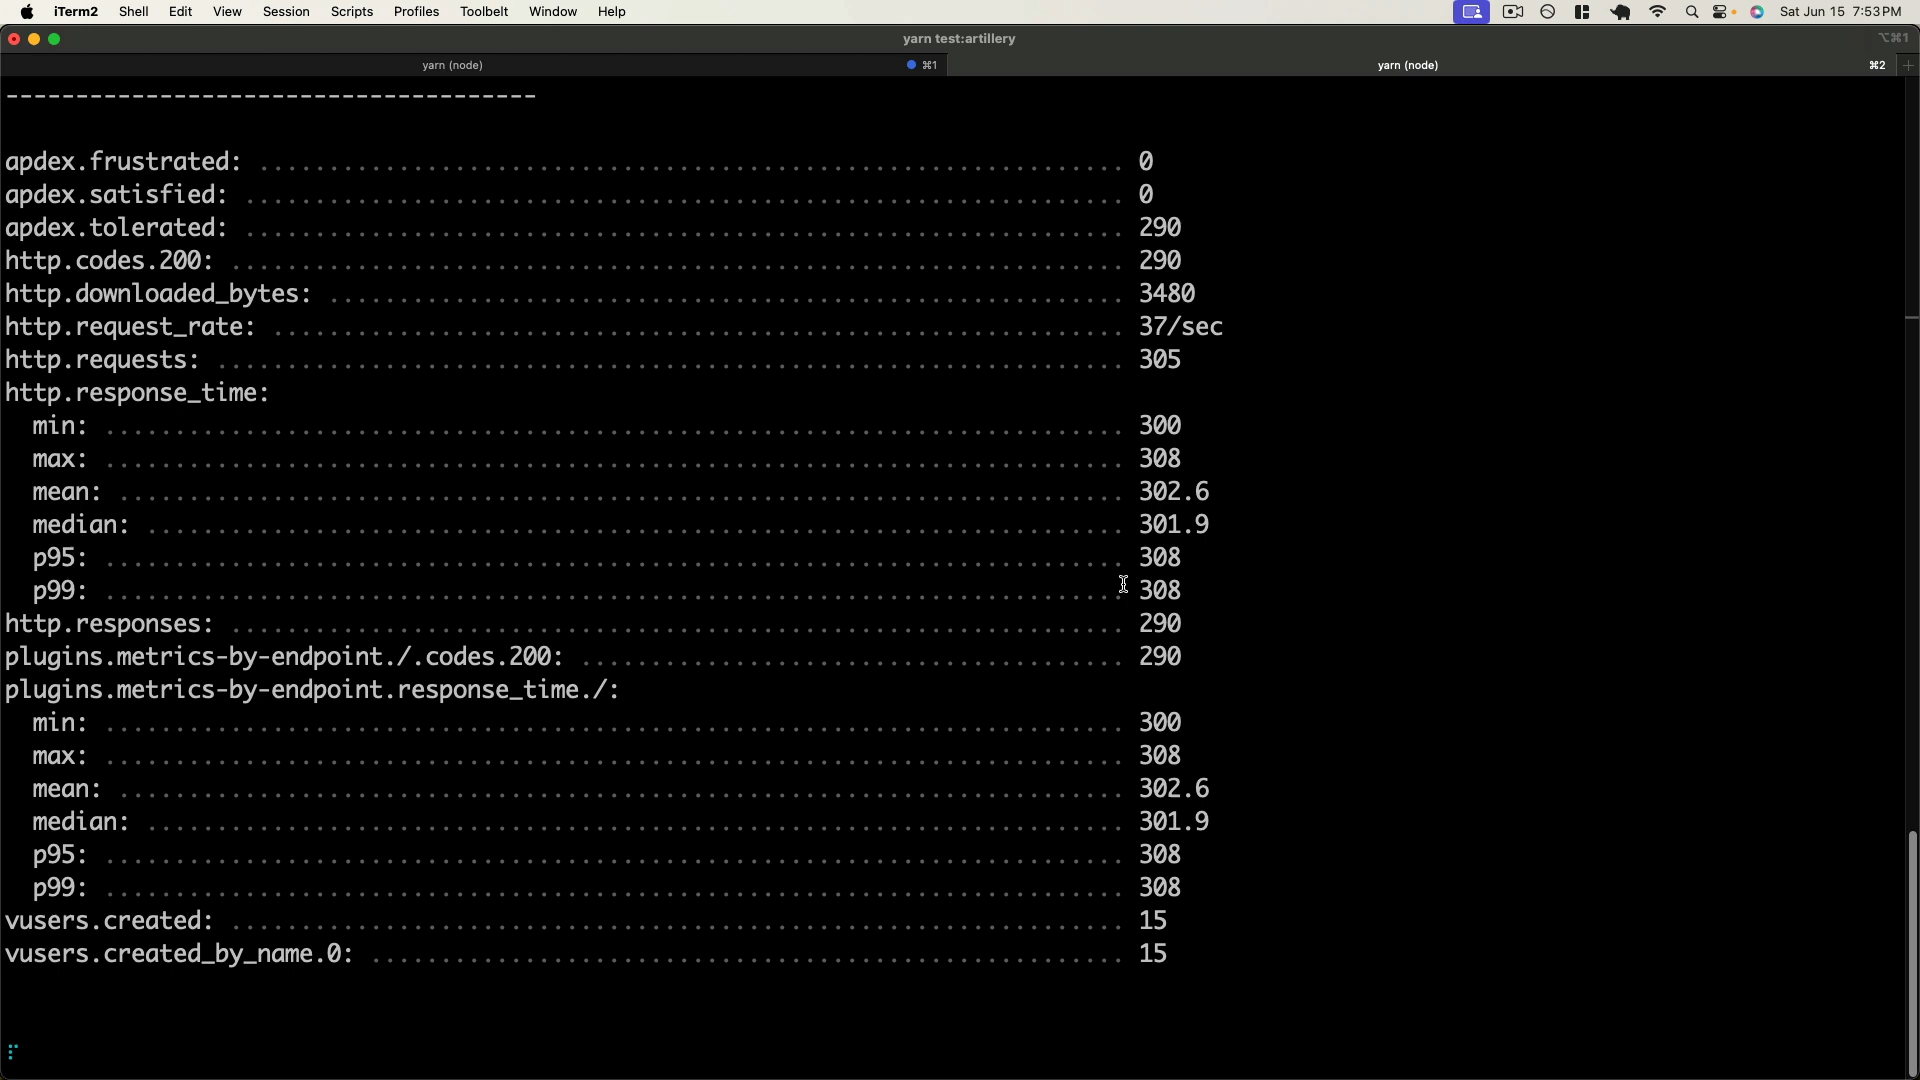 iTerm2 Shell Edit View Session Scripts Profiles Toolbelt Window Help Sat Jun 15 7:53 PM
yarn test:artillery ⌥⌘1
yarn (node) ⌘1 yarn (node) ⌘2 +
--------------------------------------
apdex.frustrated: .............................................................. 0
apdex.satisfied: ............................................................... 0
apdex.tolerated: ............................................................... 290
http.codes.200: ................................................................ 290
http.downloaded_bytes: ......................................................... 3480
http.request_rate: ............................................................. 37/sec
http.requests: ................................................................. 305
http.response_time:
min: ......................................................................... 300
max: ......................................................................... 308
mean: ........................................................................ 302.6
median: ...................................................................... 301.9
p95: ......................................................................... 308
p99: ......................................................................... 308
http.responses: ................................................................ 290
plugins.metrics-by-endpoint./.codes.200: ....................................... 290
plugins.metrics-by-endpoint.response_time./:
min: ......................................................................... 300
max: ......................................................................... 308
mean: ........................................................................ 302.6
median: ...................................................................... 301.9
p95: ......................................................................... 308
p99: ......................................................................... 308
vusers.created: ................................................................ 15
vusers.created_by_name.0: ...................................................... 15